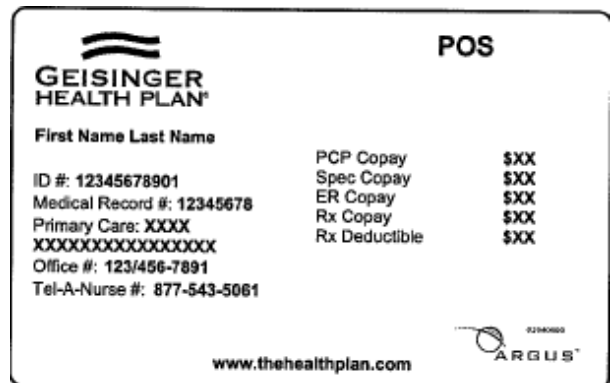 POS
GEISINGER
HEALTH PLAN®
First Name Last Name
ID #: 12345678901
Medical Record #: 12345678
Primary Care: XXXX
XXXXXXXXXXXXXXXX
Office #: 123/456-7891
Tel-A-Nurse #: 877-543-5061
PCP Copay $XX
Spec Copay $XX
ER Copay $XX
Rx Copay $XX
Rx Deductible $XX
ARGUS
www.thehealthplan.com